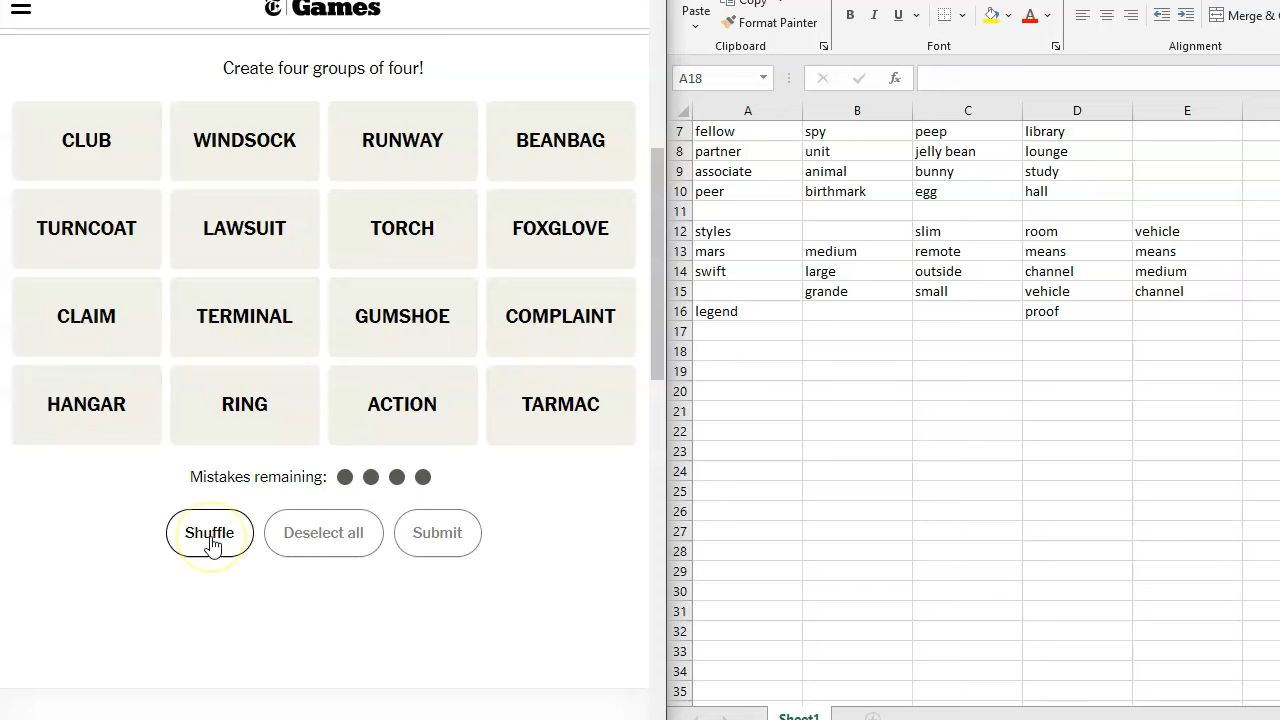 Games
Create four groups of four!
CLUB WINDSOCK RUNWAY BEANBAG
TURNCOAT LAWSUIT TORCH FOXGLOVE
CLAIM TERMINAL GUMSHOE COMPLAINT
HANGAR RING ACTION TARMAC
Mistakes remaining:
Shuffle Deselect all Submit
Paste Copy
Format Painter
B I U A Merge &
Clipboard Font Alignment
A18 fx
A B C D E
7 fellow spy peep library
8 partner unit jelly bean lounge
9 associate animal bunny study
10 peer birthmark egg hall
11
12 styles slim room vehicle
13 mars medium remote means means
14 swift large outside channel medium
15 grande small vehicle channel
16 legend proof
17
18
19
20
21
22
23
24
25
26
27
28
29
30
31
32
33
34
35
Sheet1